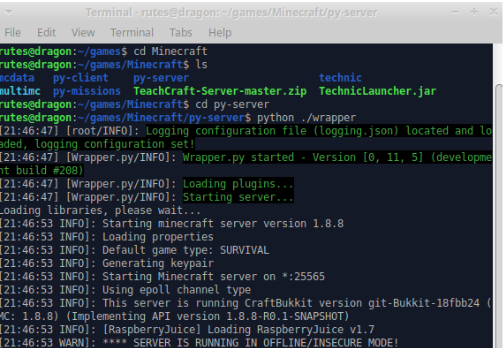 Terminal - rutes@dragon: ~/games/Minecraft/py-server
File Edit View Terminal Tabs Help
rutes@dragon:~/games$ cd Minecraft
rutes@dragon:~/games/Minecraft$ ls
mcdata py-client py-server technic
multimc py-missions TeachCraft-Server-master.zip TechnicLauncher.jar
rutes@dragon:~/games/Minecraft$ cd py-server
rutes@dragon:~/games/Minecraft/py-server$ python ./wrapper
[21:46:47] [root/INFO]: Logging configuration file (logging.json) located and lo
aded, logging configuration set!
[21:46:47] [Wrapper.py/INFO]: Wrapper.py started - Version [0, 11, 5] (developme
nt build #208)
[21:46:47] [Wrapper.py/INFO]: Loading plugins...
[21:46:47] [Wrapper.py/INFO]: Starting server...
Loading libraries, please wait...
[21:46:53 INFO]: Starting minecraft server version 1.8.8
[21:46:53 INFO]: Loading properties
[21:46:53 INFO]: Default game type: SURVIVAL
[21:46:53 INFO]: Generating keypair
[21:46:53 INFO]: Starting Minecraft server on *:25565
[21:46:53 INFO]: Using epoll channel type
[21:46:53 INFO]: This server is running CraftBukkit version git-Bukkit-18fbb24 (
MC: 1.8.8) (Implementing API version 1.8.8-R0.1-SNAPSHOT)
[21:46:53 INFO]: [RaspberryJuice] Loading RaspberryJuice v1.7
[21:46:53 WARN]: **** SERVER IS RUNNING IN OFFLINE/INSECURE MODE!